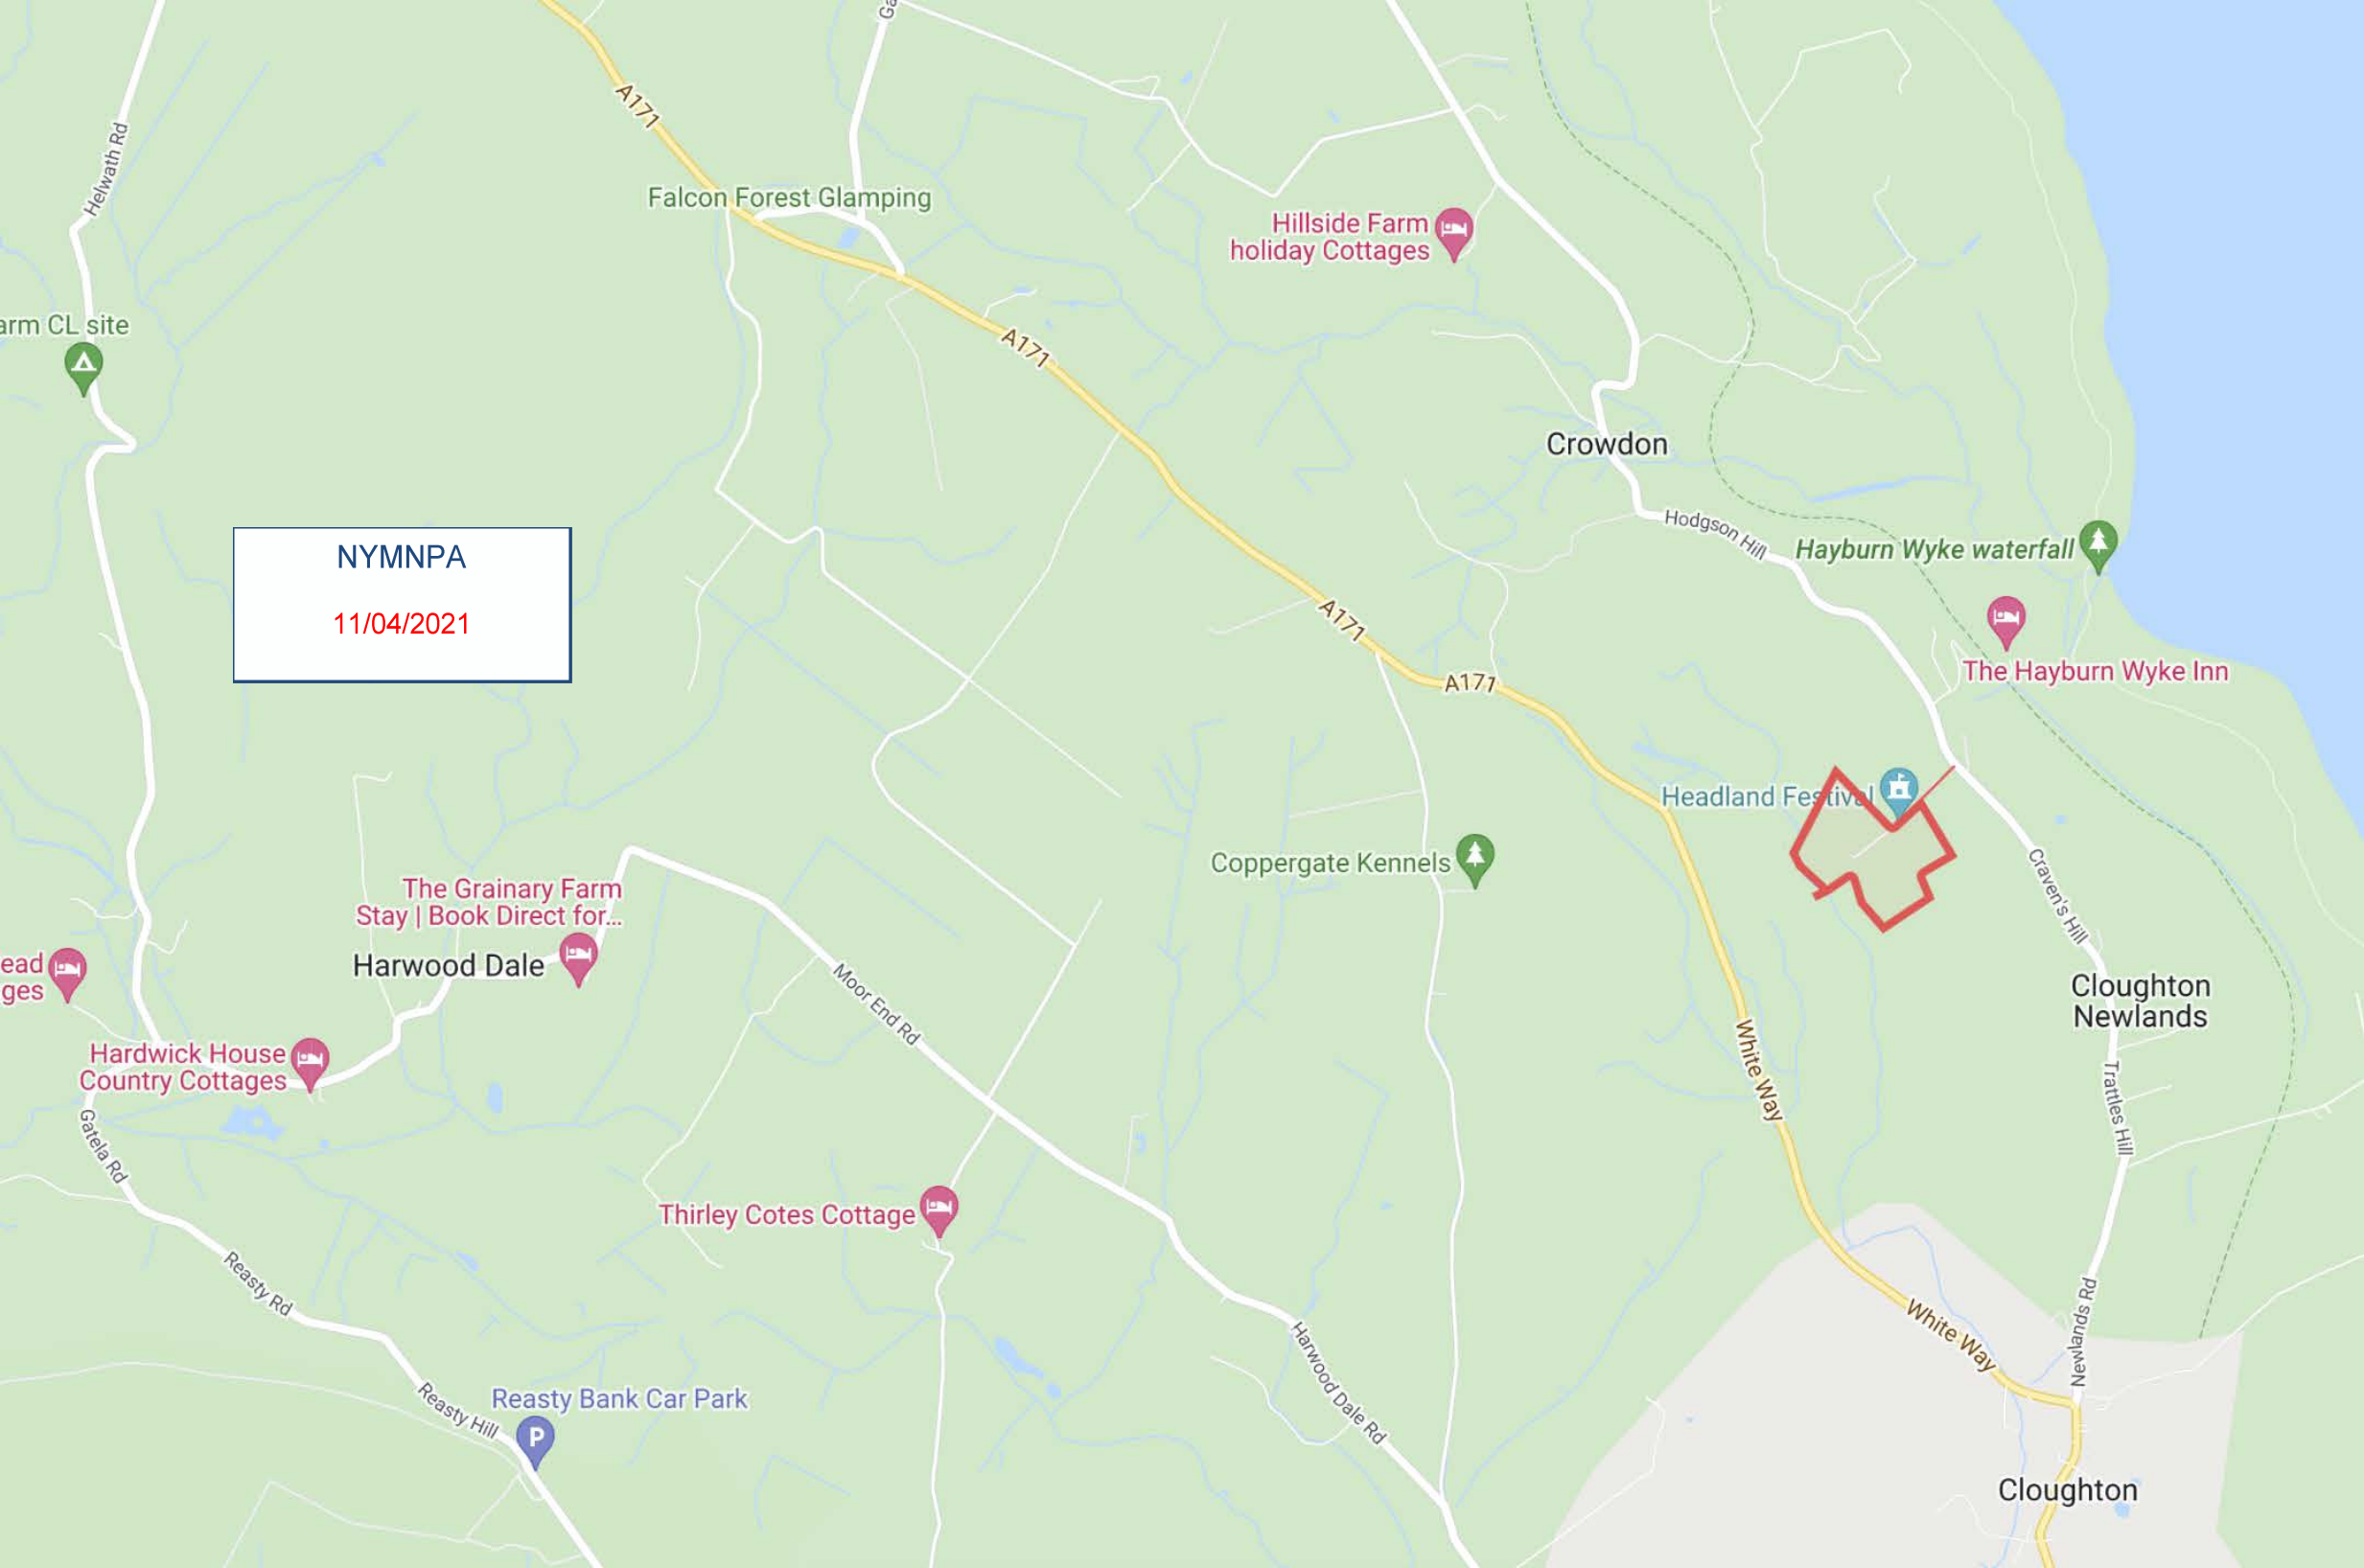 Ga
A171
Helwath Rd
Falcon Forest Glamping
Hillside Farm
holiday Cottages
arm CL site
A171
Crowdon
Hodgson Hill
Hayburn Wyke waterfall
NYMNPA
11/04/2021
A171
A171
The Hayburn Wyke Inn
Headland Festival
Coppergate Kennels
Craven's Hill
The Grainary Farm
Stay | Book Direct for...
Harwood Dale
ead
ges
Moor End Rd
Cloughton
Newlands
Hardwick House
Country Cottages
White Way
Trattles Hill
Gatela Rd
Thirley Cotes Cottage
Reasty Rd
White Way
Newlands Rd
Harwood Dale Rd
Reasty Hill
Reasty Bank Car Park
P
Cloughton